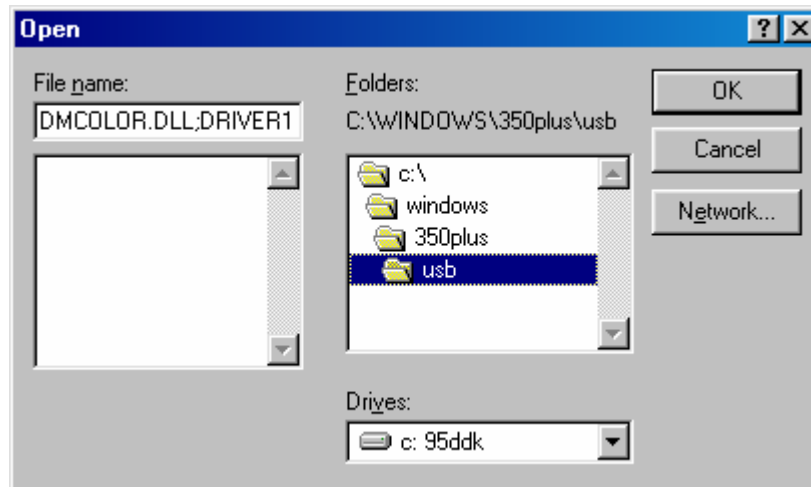 Open
File name:
DMCOLOR.DLL;DRIVER1
Folders:
C:\WINDOWS\350plus\usb
c:\
windows
350plus
usb
Drives:
c: 95ddk
OK
Cancel
Network...